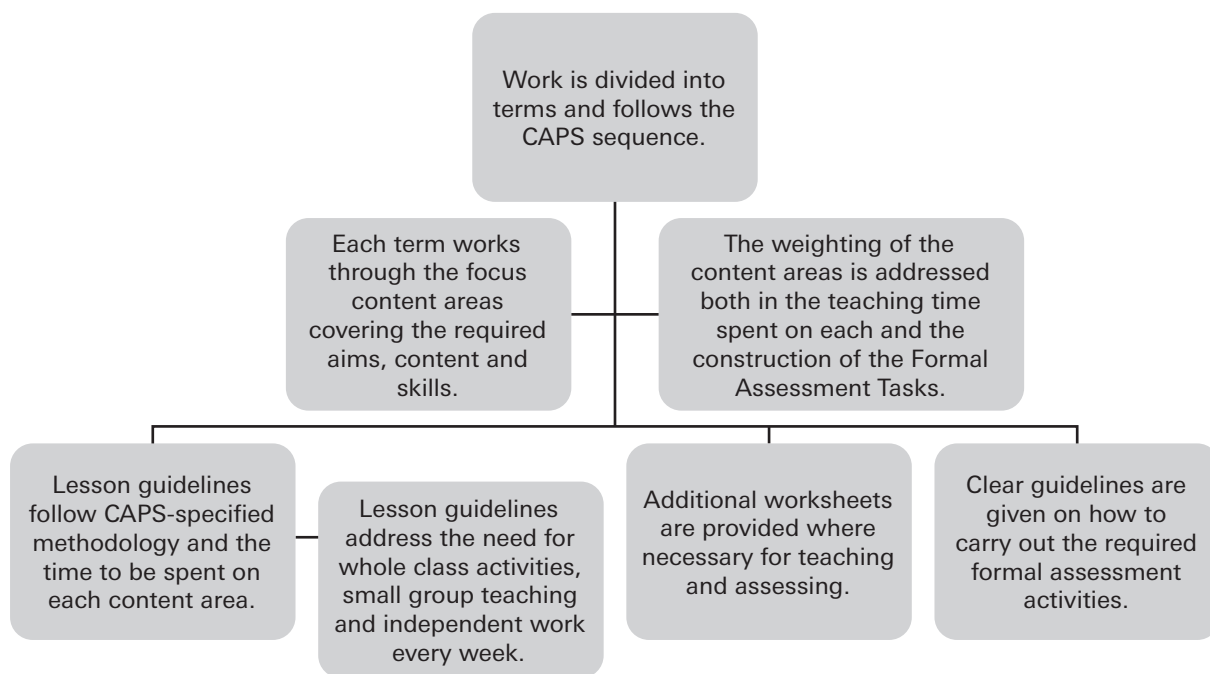 Work is divided into
terms and follows the
CAPS sequence.
Each term works
through the focus
content areas
covering the required
aims, content and
skills.
The weighting of the
content areas is addressed
both in the teaching time
spent on each and the
construction of the Formal
Assessment Tasks.
Lesson guidelines
follow CAPS-specified
methodology and the
time to be spent on
each content area.
Lesson guidelines
address the need for
whole class activities,
small group teaching
and independent work
every week.
Additional worksheets
are provided where
necessary for teaching
and assessing.
Clear guidelines are
given on how to
carry out the required
formal assessment
activities.